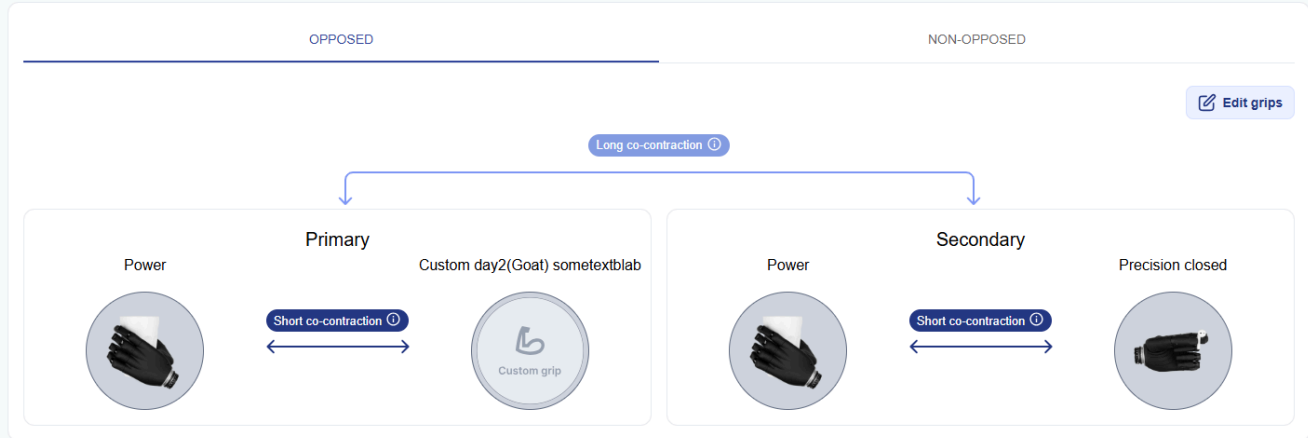 OPPOSED
NON-OPPOSED
Edit grips
Long co-contraction
Primary
Secondary
Power
Custom day2(Goat) sometextblab
Power
Precision closed
Short co-contraction
Short co-contraction
Custom grip